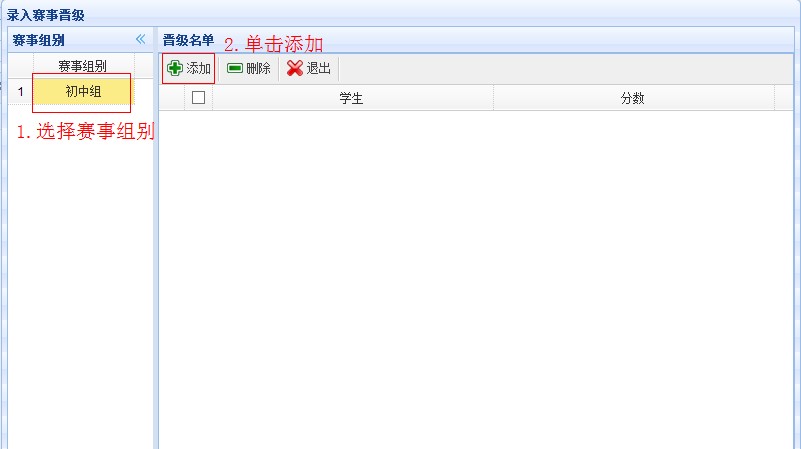 录入赛事晋级
赛事组别
晋级名单
2.单击添加
添加 删除 退出
赛事组别
1 初中组
学生 分数
1.选择赛事组别